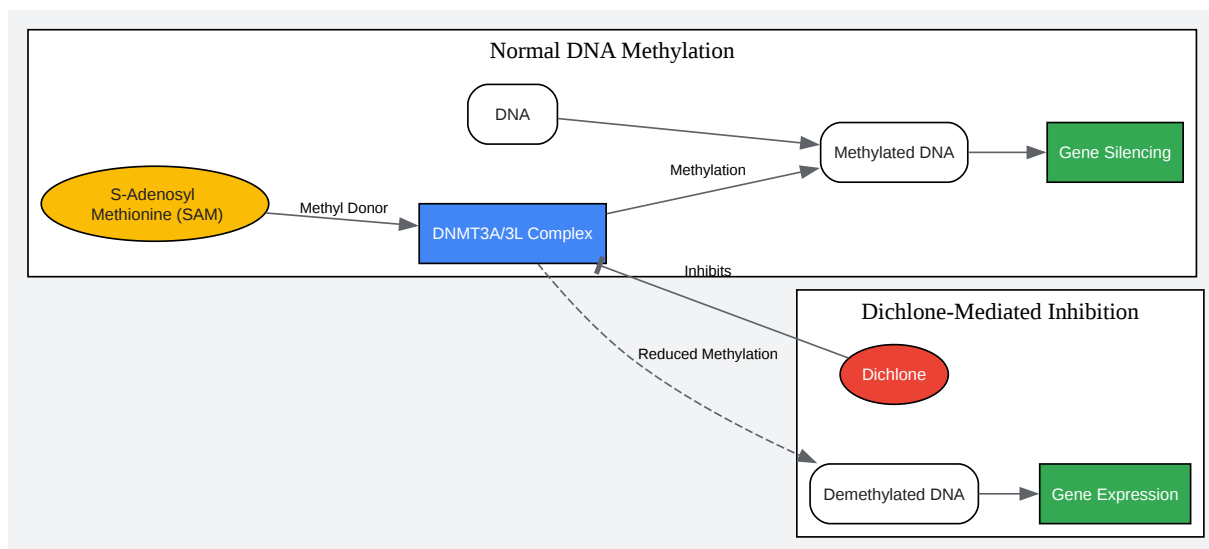 Normal DNA Methylation
DNA
Methylated DNA
Gene Silencing
Methylation
S-Adenosyl
Methionine (SAM)
Methyl Donor
DNMT3A/3L Complex
Inhibits
Dichlone-Mediated Inhibition
Reduced Methylation
Dichlone
Demethylated DNA
Gene Expression